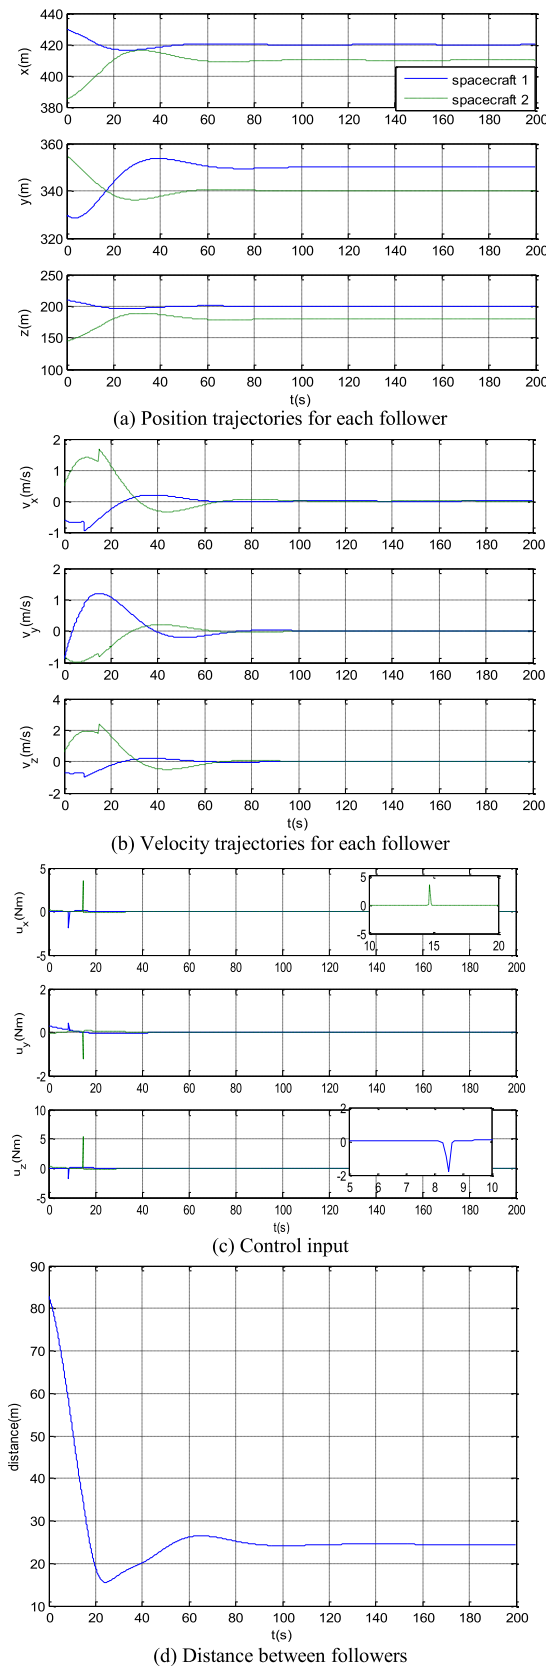 440
420
400
380
x(m)
0 20 40 60 80 100 120 140 160 180 200
spacecraft 1
spacecraft 2
360
340
320
y(m)
0 20 40 60 80 100 120 140 160 180 200
250
200
150
100
z(m)
0 20 40 60 80 100 120 140 160 180 200
t(s)
(a) Position trajectories for each follower
2
1
0
-1
vx(m/s)
0 20 40 60 80 100 120 140 160 180 200
2
1
0
-1
vy(m/s)
0 20 40 60 80 100 120 140 160 180 200
4
2
0
-2
vz(m/s)
0 20 40 60 80 100 120 140 160 180 200
t(s)
(b) Velocity trajectories for each follower
5
0
-5
ux(Nm)
5
0
-5
10 15 20
0 20 40 60 80 100 120 140 160 180 200
2
0
-2
uy(Nm)
0 20 40 60 80 100 120 140 160 180 200
10
5
0
-5
uz(Nm)
2
0
-2
5 6 7 8 9 10
0 20 40 60 80 100 120 140 160 180 200
t(s)
(c) Control input
90
80
70
60
50
40
30
20
10
distance(m)
0 20 40 60 80 100 120 140 160 180 200
t(s)
(d) Distance between followers